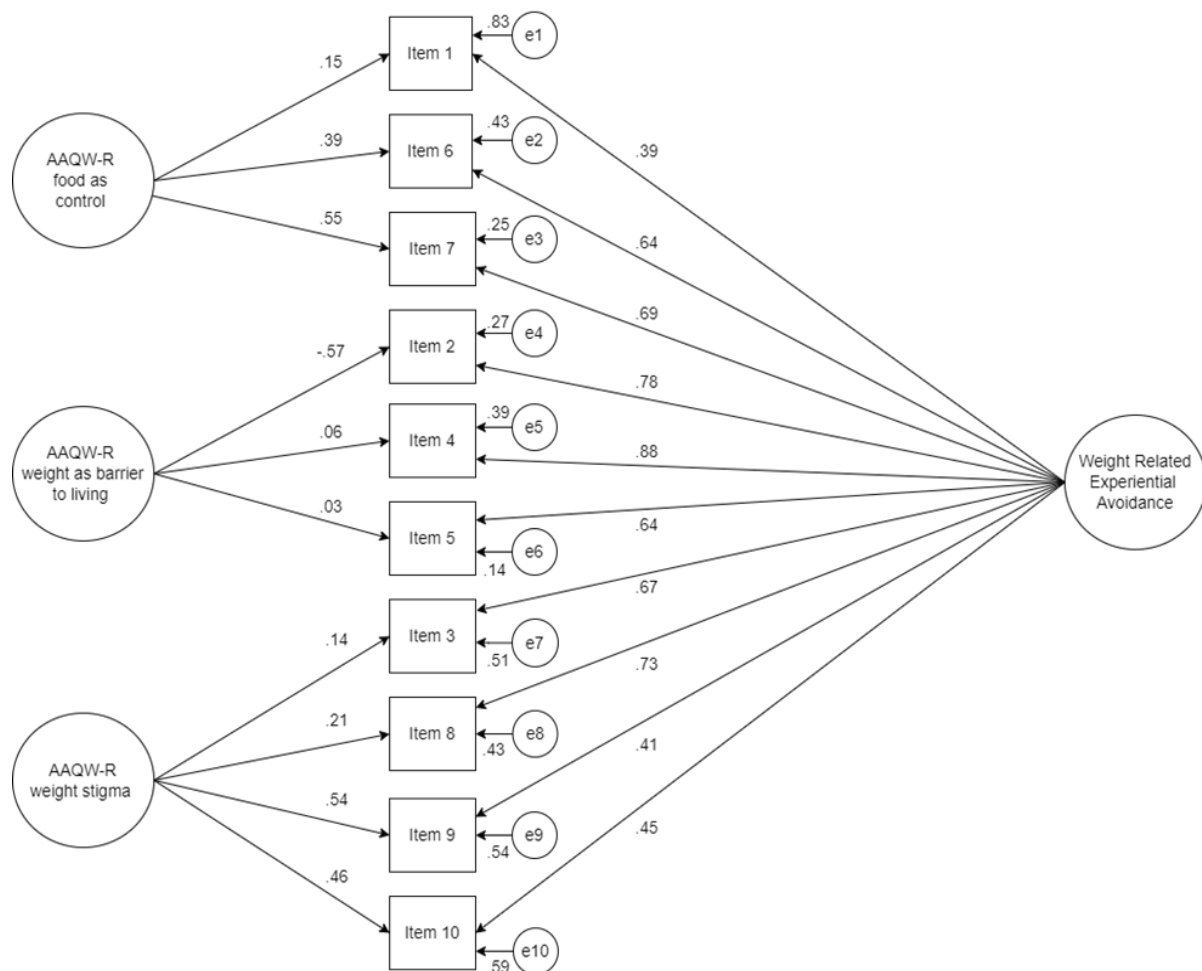 .83
e1
Item 1
.15
.43
e2
AAQW-R
food as
control
.39
Item 6
.39
.55
.25
e3
Item 7
.64
.27
e4
Item 2
-.57
.69
.78
AAQW-R
weight as barrier
to living
.06
.39
e5
Item 4
.88
Weight Related
Experiential
Avoidance
.03
Item 5
.64
e6
.14
.67
.14
Item 3
e7
.51
.73
AAQW-R
weight stigma
.21
Item 8
e8
.43
.41
.54
Item 9
e9
.54
.45
.46
Item 10
e10
.59